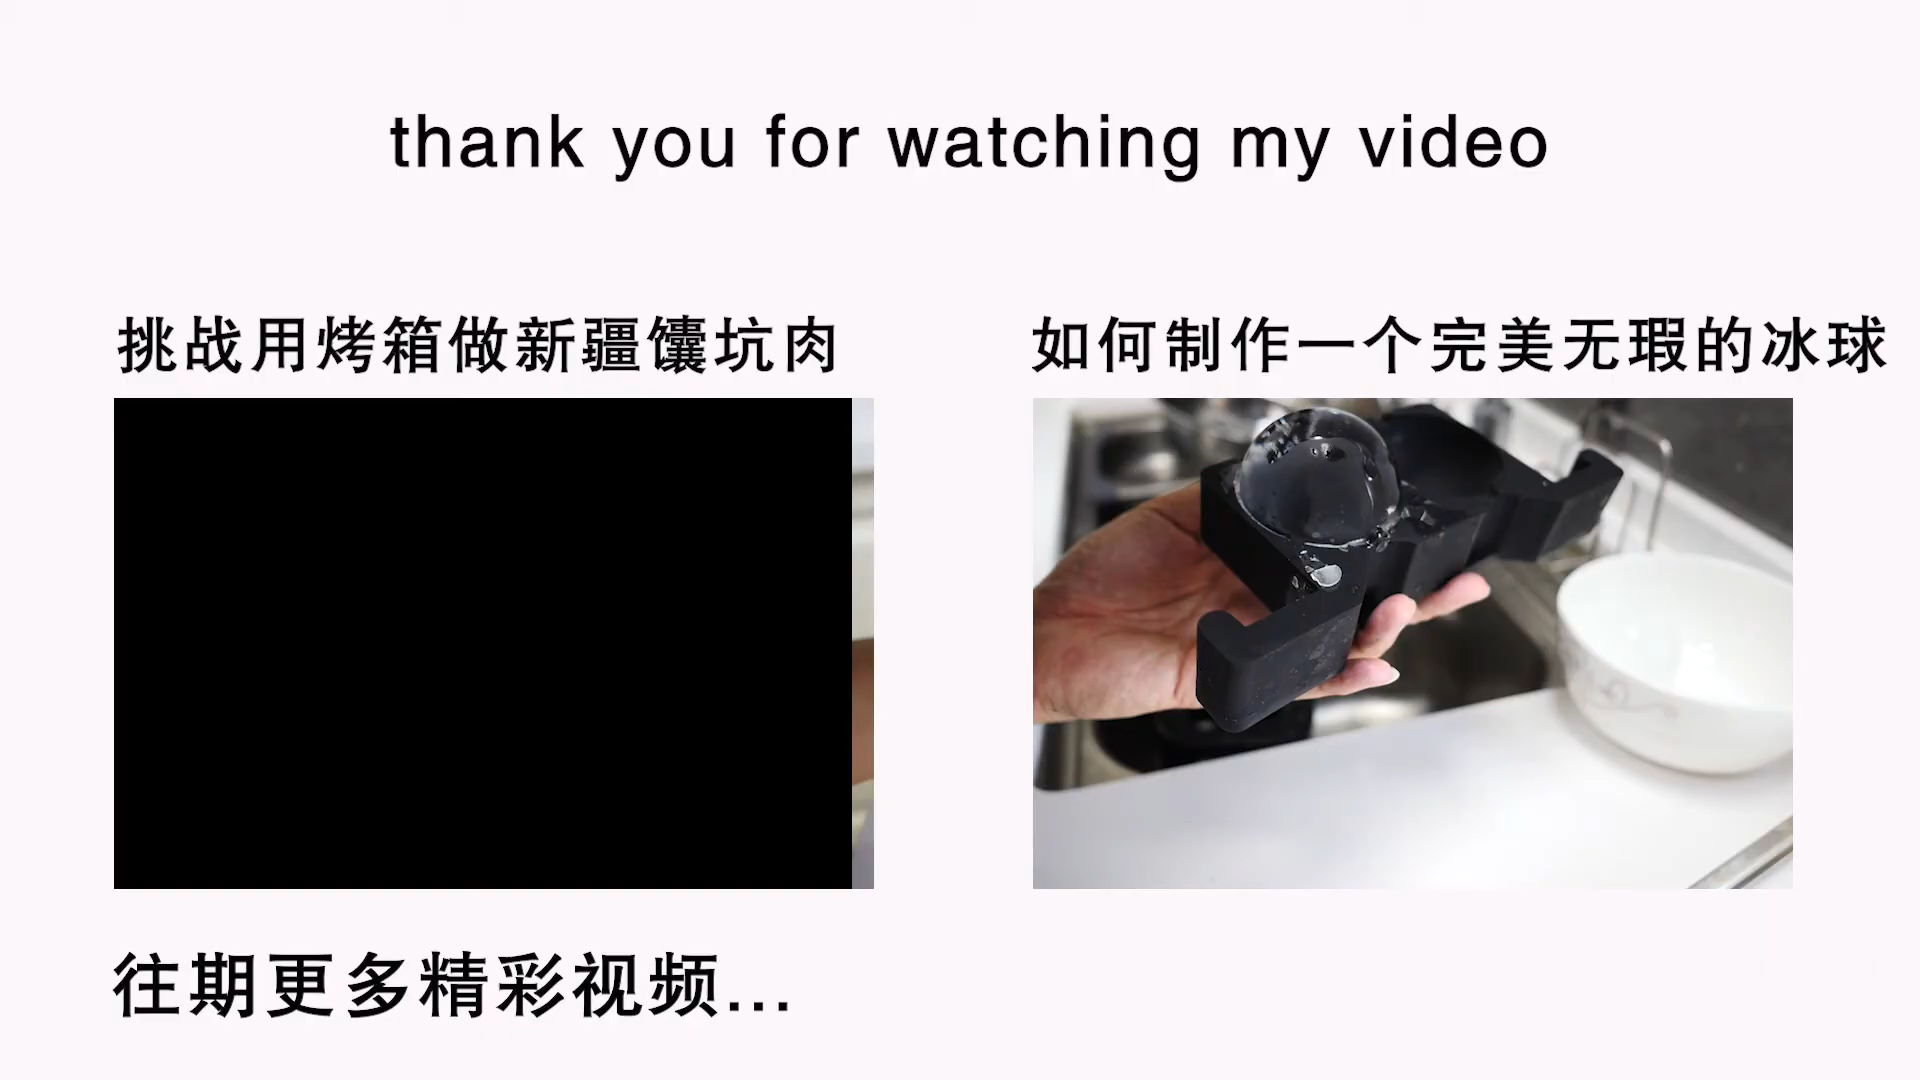 thank you for watching my video
挑战用烤箱做新疆馕坑肉
如何制作一个完美无瑕的冰球
往期更多精彩视频...